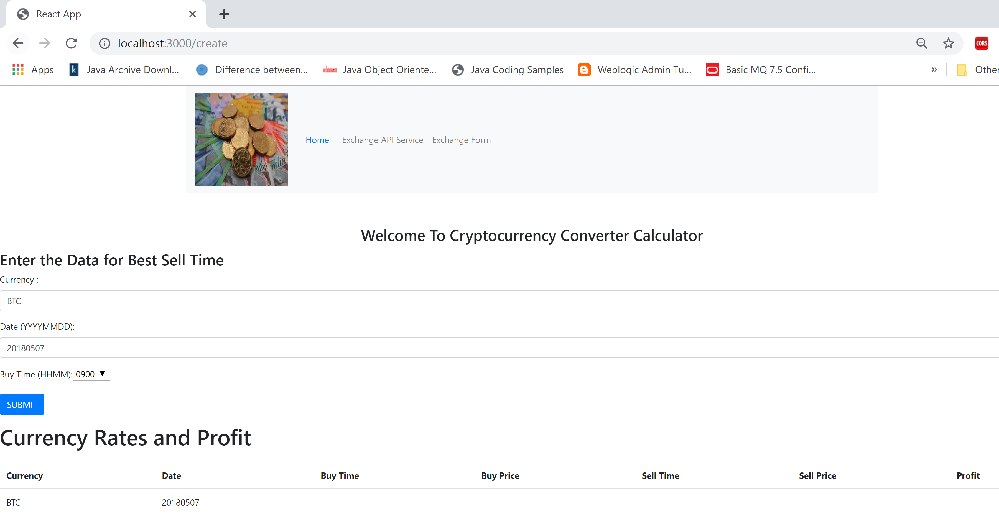 React App
localhost:3000/create
CORS
Apps Java Archive Downl... Difference between... Java Object Oriente... Java Coding Samples Weblogic Admin Tu... Basic MQ 7.5 Confi... » Other
Home Exchange API Service Exchange Form
Welcome To Cryptocurrency Converter Calculator
Enter the Data for Best Sell Time
Currency :
BTC
Date (YYYYMMDD):
20180507
Buy Time (HHMM): 0900
SUBMIT
Currency Rates and Profit
Currency Date Buy Time Buy Price Sell Time Sell Price Profit
BTC 20180507